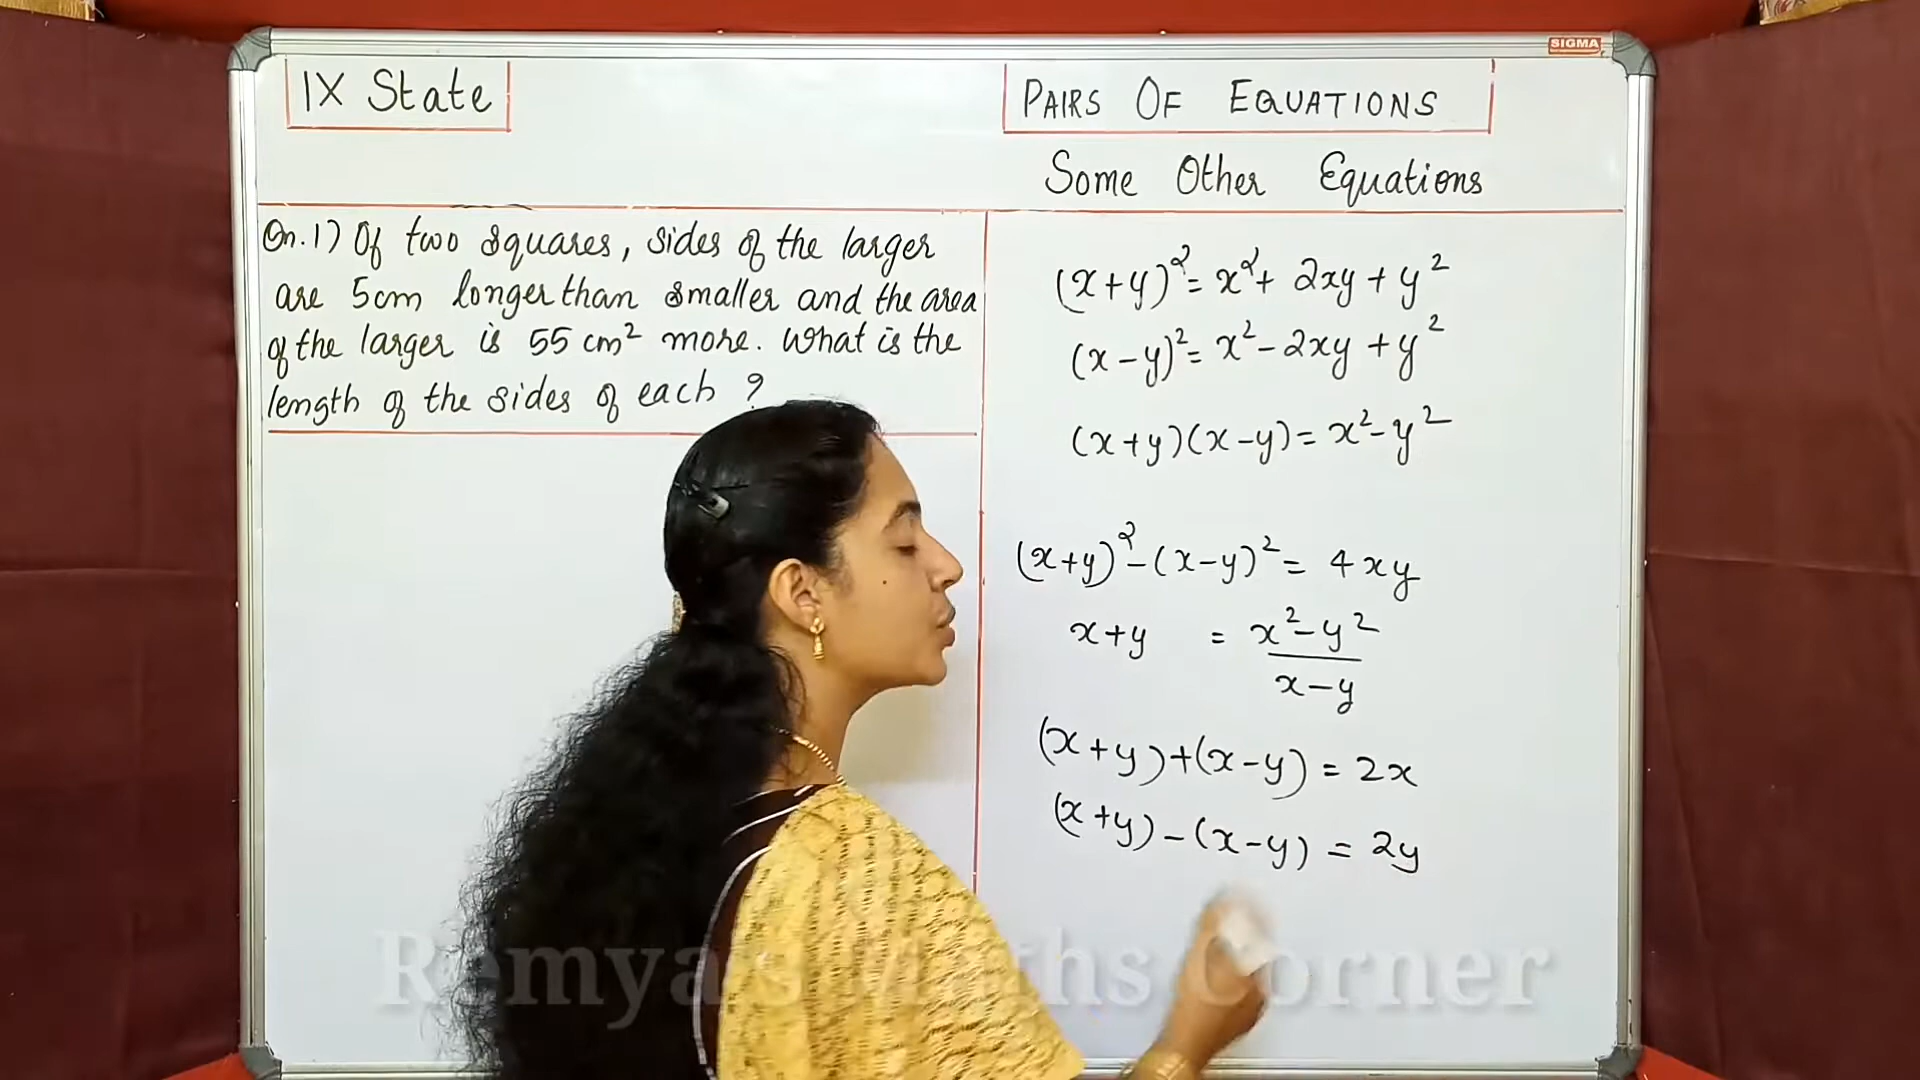 SIGMA
IX State
PAIRS OF EQUATIONS
Some Other Equations
Qn.1) Of two squares, sides of the larger
are 5cm longer than smaller and the area
of the larger is 55 cm² more. What is the
length of the sides of each ?
(x+y)²= x²+ 2xy + y²
(x-y)²= x²-2xy + y²
(x+y)(x-y)= x²-y²
(x+y)²-(x-y)²= 4xy
x+y = x²-y²
x-y
(x+y)+(x-y) = 2x
(x+y)-(x-y) = 2y
Remya's Maths Corner